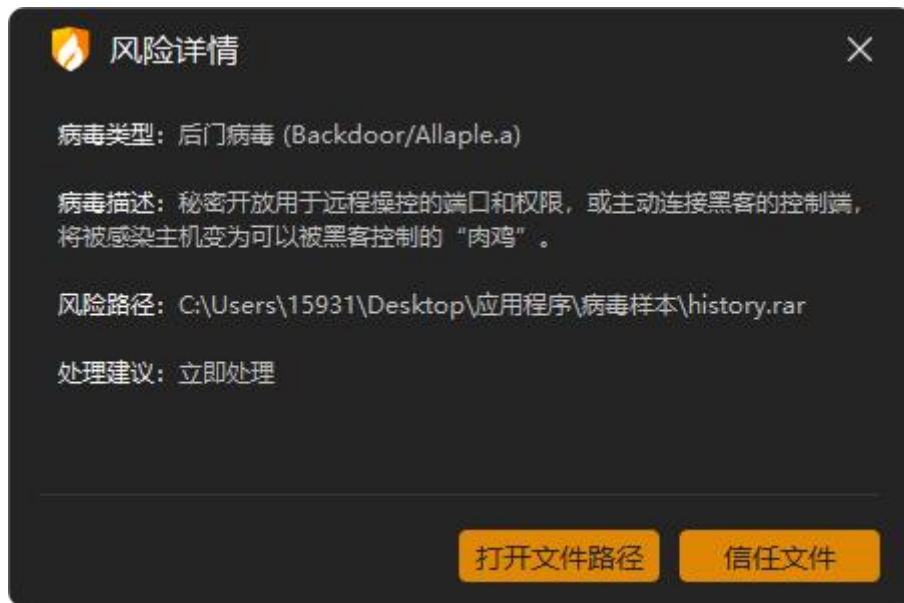 风险详情
病毒类型：后门病毒 (Backdoor/Allaple.a)
病毒描述：秘密开放用于远程操控的端口和权限，或主动连接黑客的控制端，
将被感染主机变为可以被黑客控制的“肉鸡”。
风险路径：C:\Users\15931\Desktop\应用程序\病毒样本\history.rar
处理建议：立即处理
打开文件路径
信任文件